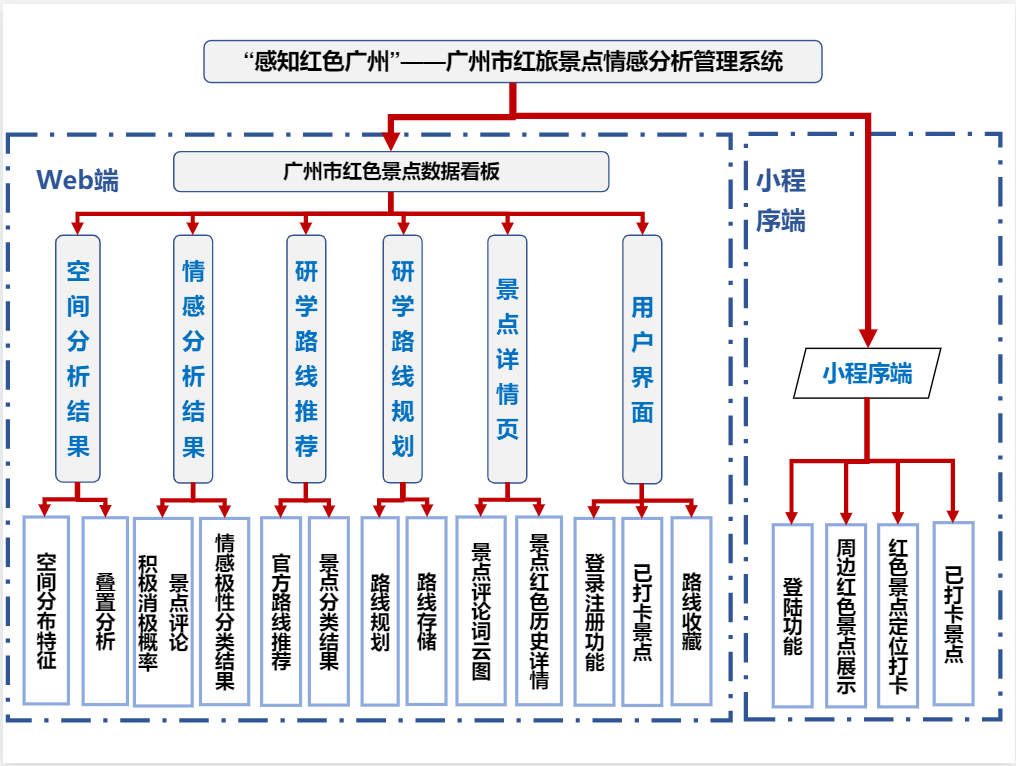 “感知红色广州”——广州市红旅景点情感分析管理系统
Web端
广州市红色景点数据看板
小程
序端
空间分析结果
情感分析结果
研学路线推荐
研学路线规划
景点详情页
用户界面
小程序端
空间分布特征
叠置分析
景点评论
积极消极概率
情感极性分类结果
官方路线推荐
景点分类结果
路线规划
路线存储
景点评论词云图
景点红色历史详情
登录注册功能
已打卡景点
路线收藏
登陆功能
周边红色景点展示
红色景点定位打卡
已打卡景点